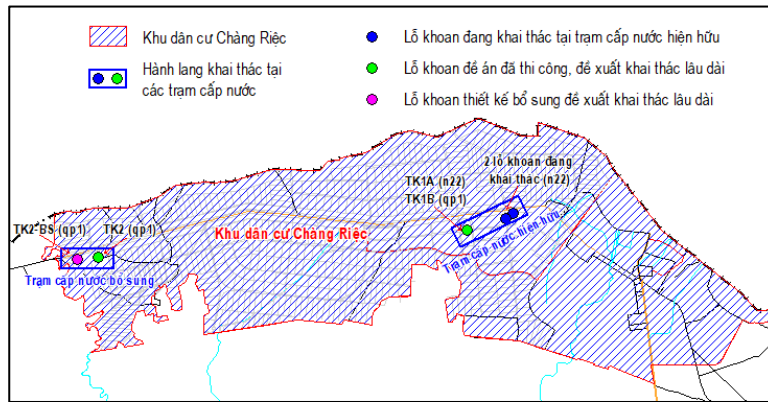 Khu dân cư Chàng Riệc
Hành lang khai thác tại
các trạm cấp nước
Lỗ khoan đang khai thác tại trạm cấp nước hiện hữu
Lỗ khoan đề án đã thi công, đề xuất khai thác lâu dài
Lỗ khoan thiết kế bổ sung đề xuất khai thác lâu dài
TK1A (n22)
TK1B (qp1)
2 lỗ khoan đang
khai thác (n22)
TK2-BS (qp1)
TK2 (qp1)
Khu dân cư Chàng Riệc
Trạm cấp nước hiện hữu
Trạm cấp nước bổ sung